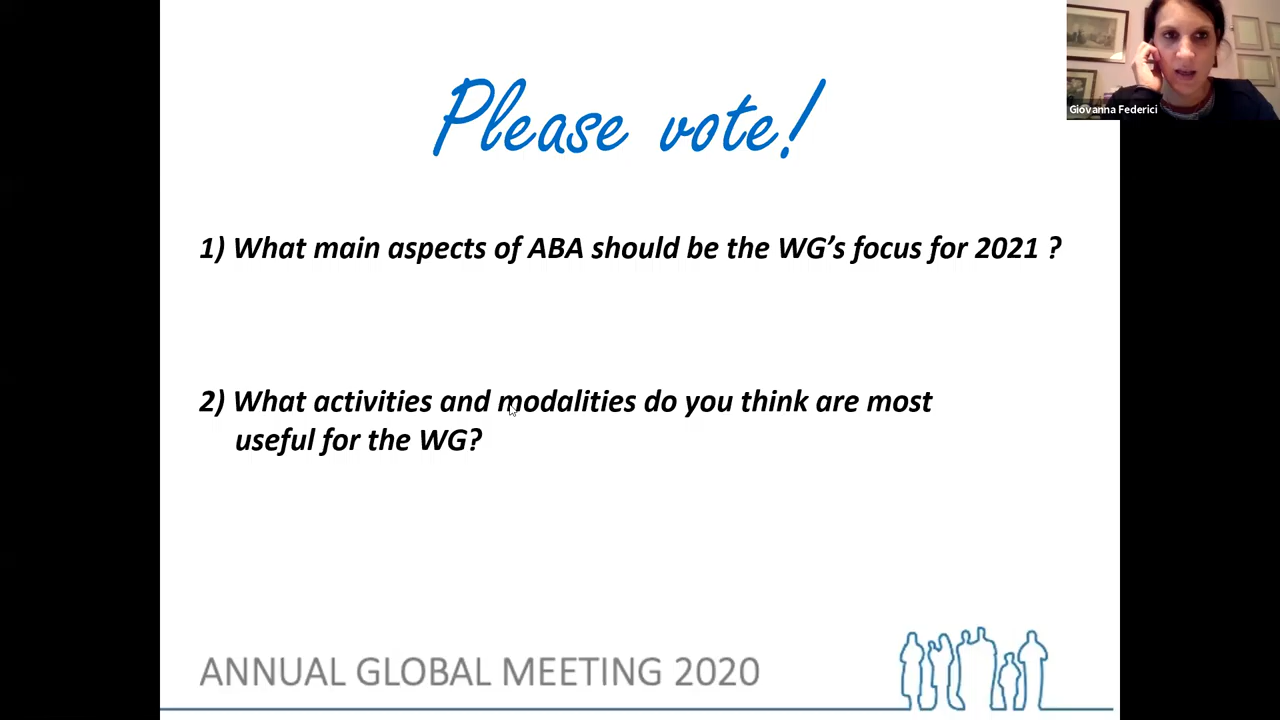 Please vote!
Giovanna Federici
1) What main aspects of ABA should be the WG’s focus for 2021 ?
2) What activities and modalities do you think are most
useful for the WG?
ANNUAL GLOBAL MEETING 2020